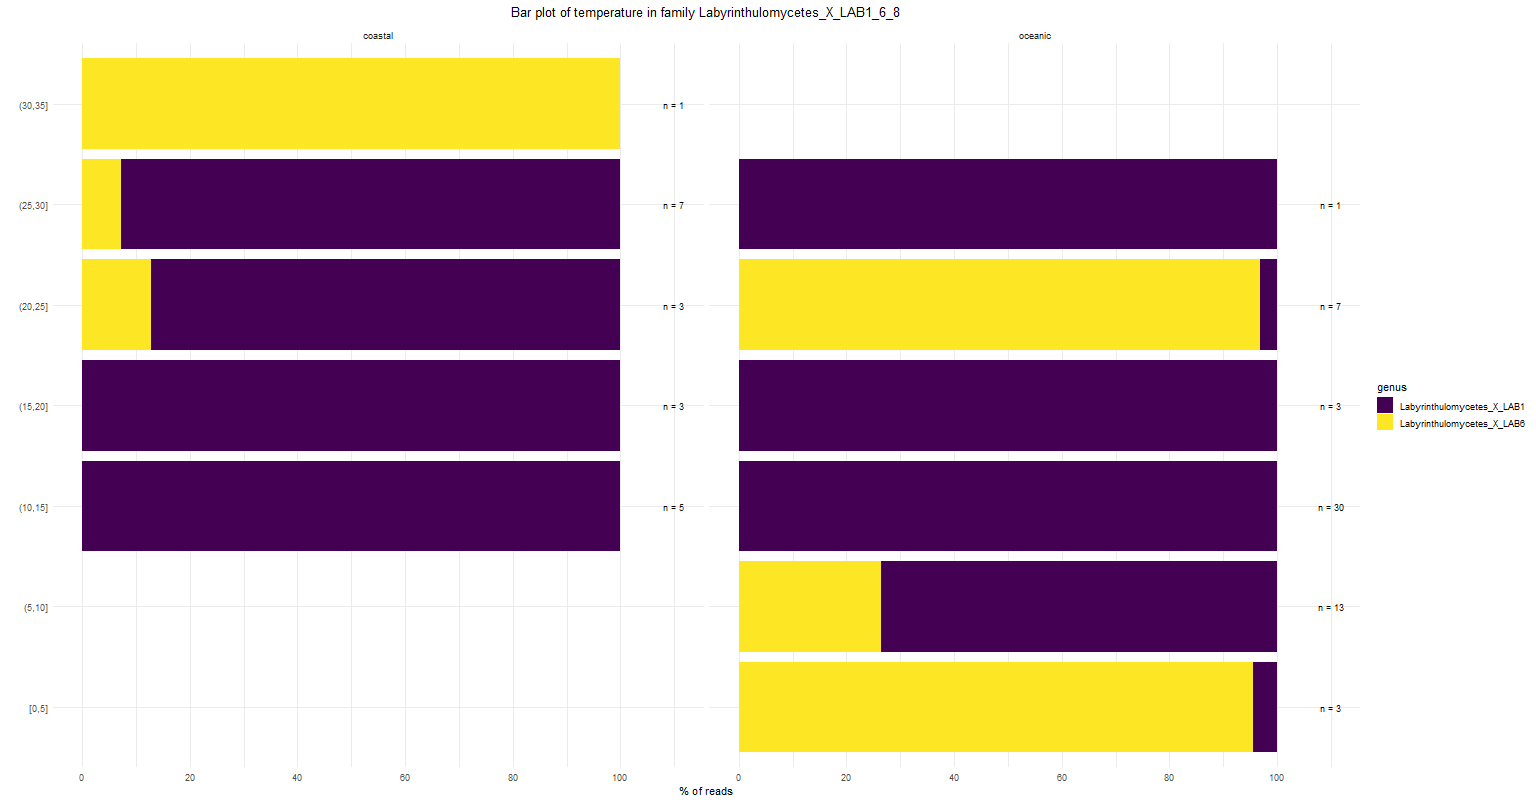 Bar plot of temperature in family Labyrinthulomycetes_X_LAB1_6_8
coastal
oceanic
(30,35]
n = 1
(25,30]
n = 7
n = 1
(20,25]
n = 3
n = 7
(15,20]
n = 3
n = 3
(10,15]
n = 5
n = 30
(5,10]
n = 13
[0,5]
n = 3
0 20 40 60 80 100
0 20 40 60 80 100
% of reads
genus
Labyrinthulomycetes_X_LAB1
Labyrinthulomycetes_X_LAB6